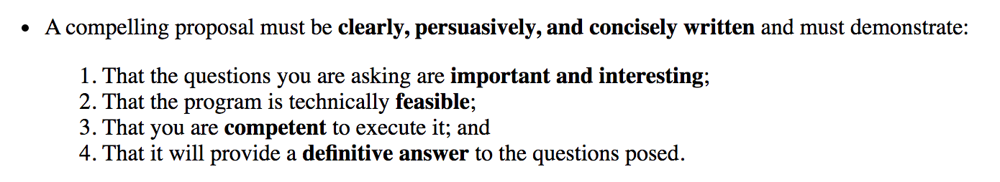 • A compelling proposal must be clearly, persuasively, and concisely written and must demonstrate:
1. That the questions you are asking are important and interesting;
2. That the program is technically feasible;
3. That you are competent to execute it; and
4. That it will provide a definitive answer to the questions posed.